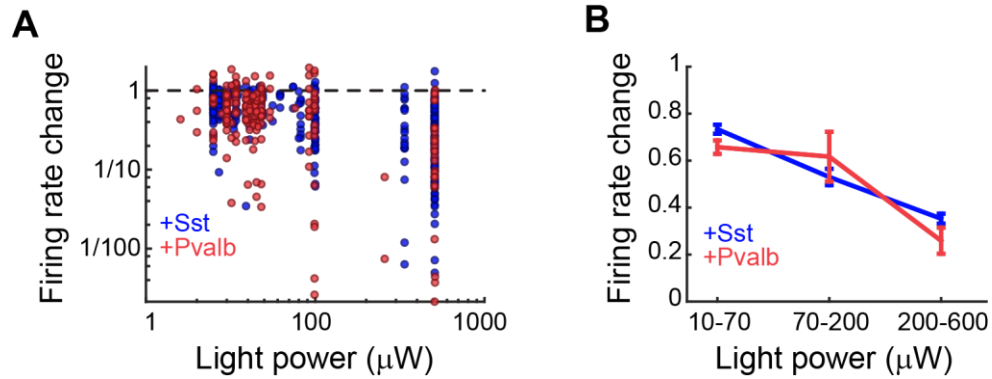 A
Firing rate change
1
1/10
1/100
+Sst
+Pvalb
1
100
1000
Light power (μW)
B
Firing rate change
1
0.8
0.6
0.4
0.2
0
+Sst
+Pvalb
10-70
70-200
200-600
Light power (μW)